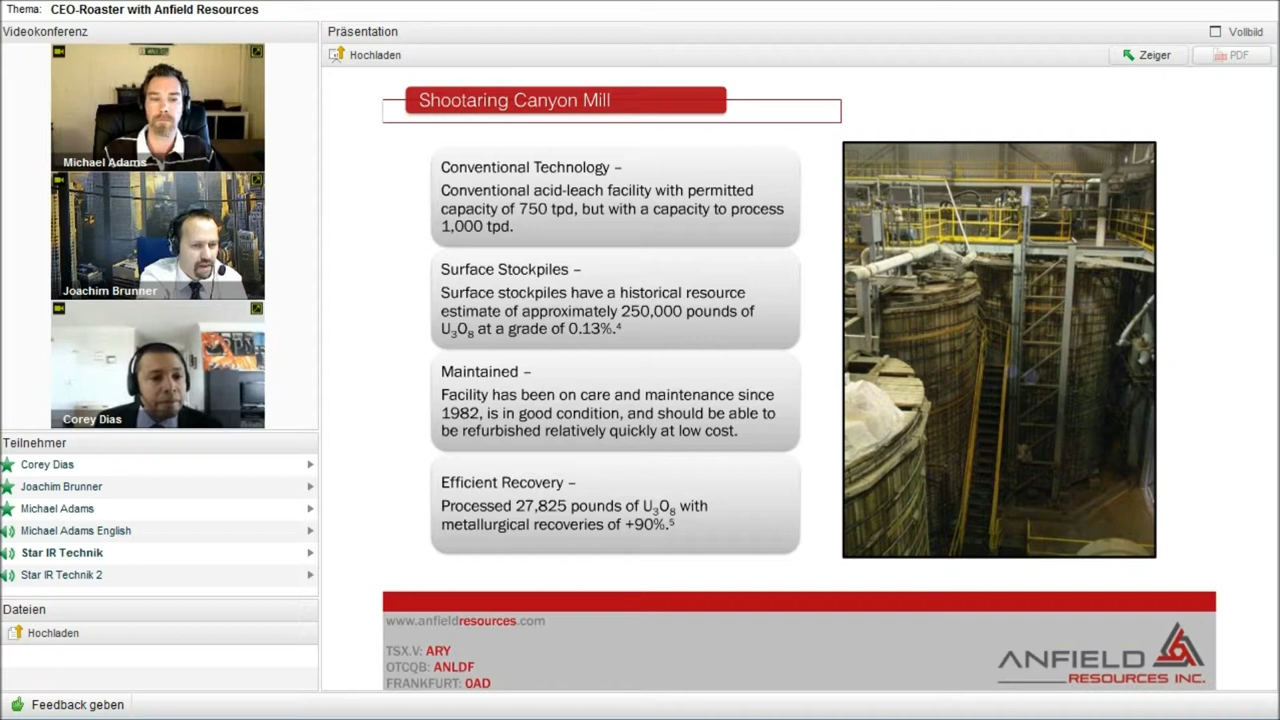 Thema: CEO-Roaster with Anfield Resources
Videokonferenz
Michael Adams
Joachim Brunner
Corey Dias
Teilnehmer
Corey Dias
Joachim Brunner
Michael Adams
Michael Adams English
Star IR Technik
Star IR Technik 2
Dateien
Hochladen
Feedback geben
Präsentation
Vollbild
Hochladen
Zeiger
PDF
Shootaring Canyon Mill
Conventional Technology –
Conventional acid-leach facility with permitted
capacity of 750 tpd, but with a capacity to process
1,000 tpd.
Surface Stockpiles –
Surface stockpiles have a historical resource
estimate of approximately 250,000 pounds of
U₃O₈ at a grade of 0.13%.⁴
Maintained –
Facility has been on care and maintenance since
1982, is in good condition, and should be able to
be refurbished relatively quickly at low cost.
Efficient Recovery –
Processed 27,825 pounds of U₃O₈ with
metallurgical recoveries of +90%.⁵
www.anfieldresources.com
TSX.V: ARY
OTCQB: ANLDF
FRANKFURT: 0AD
ANFIELD
RESOURCES INC.